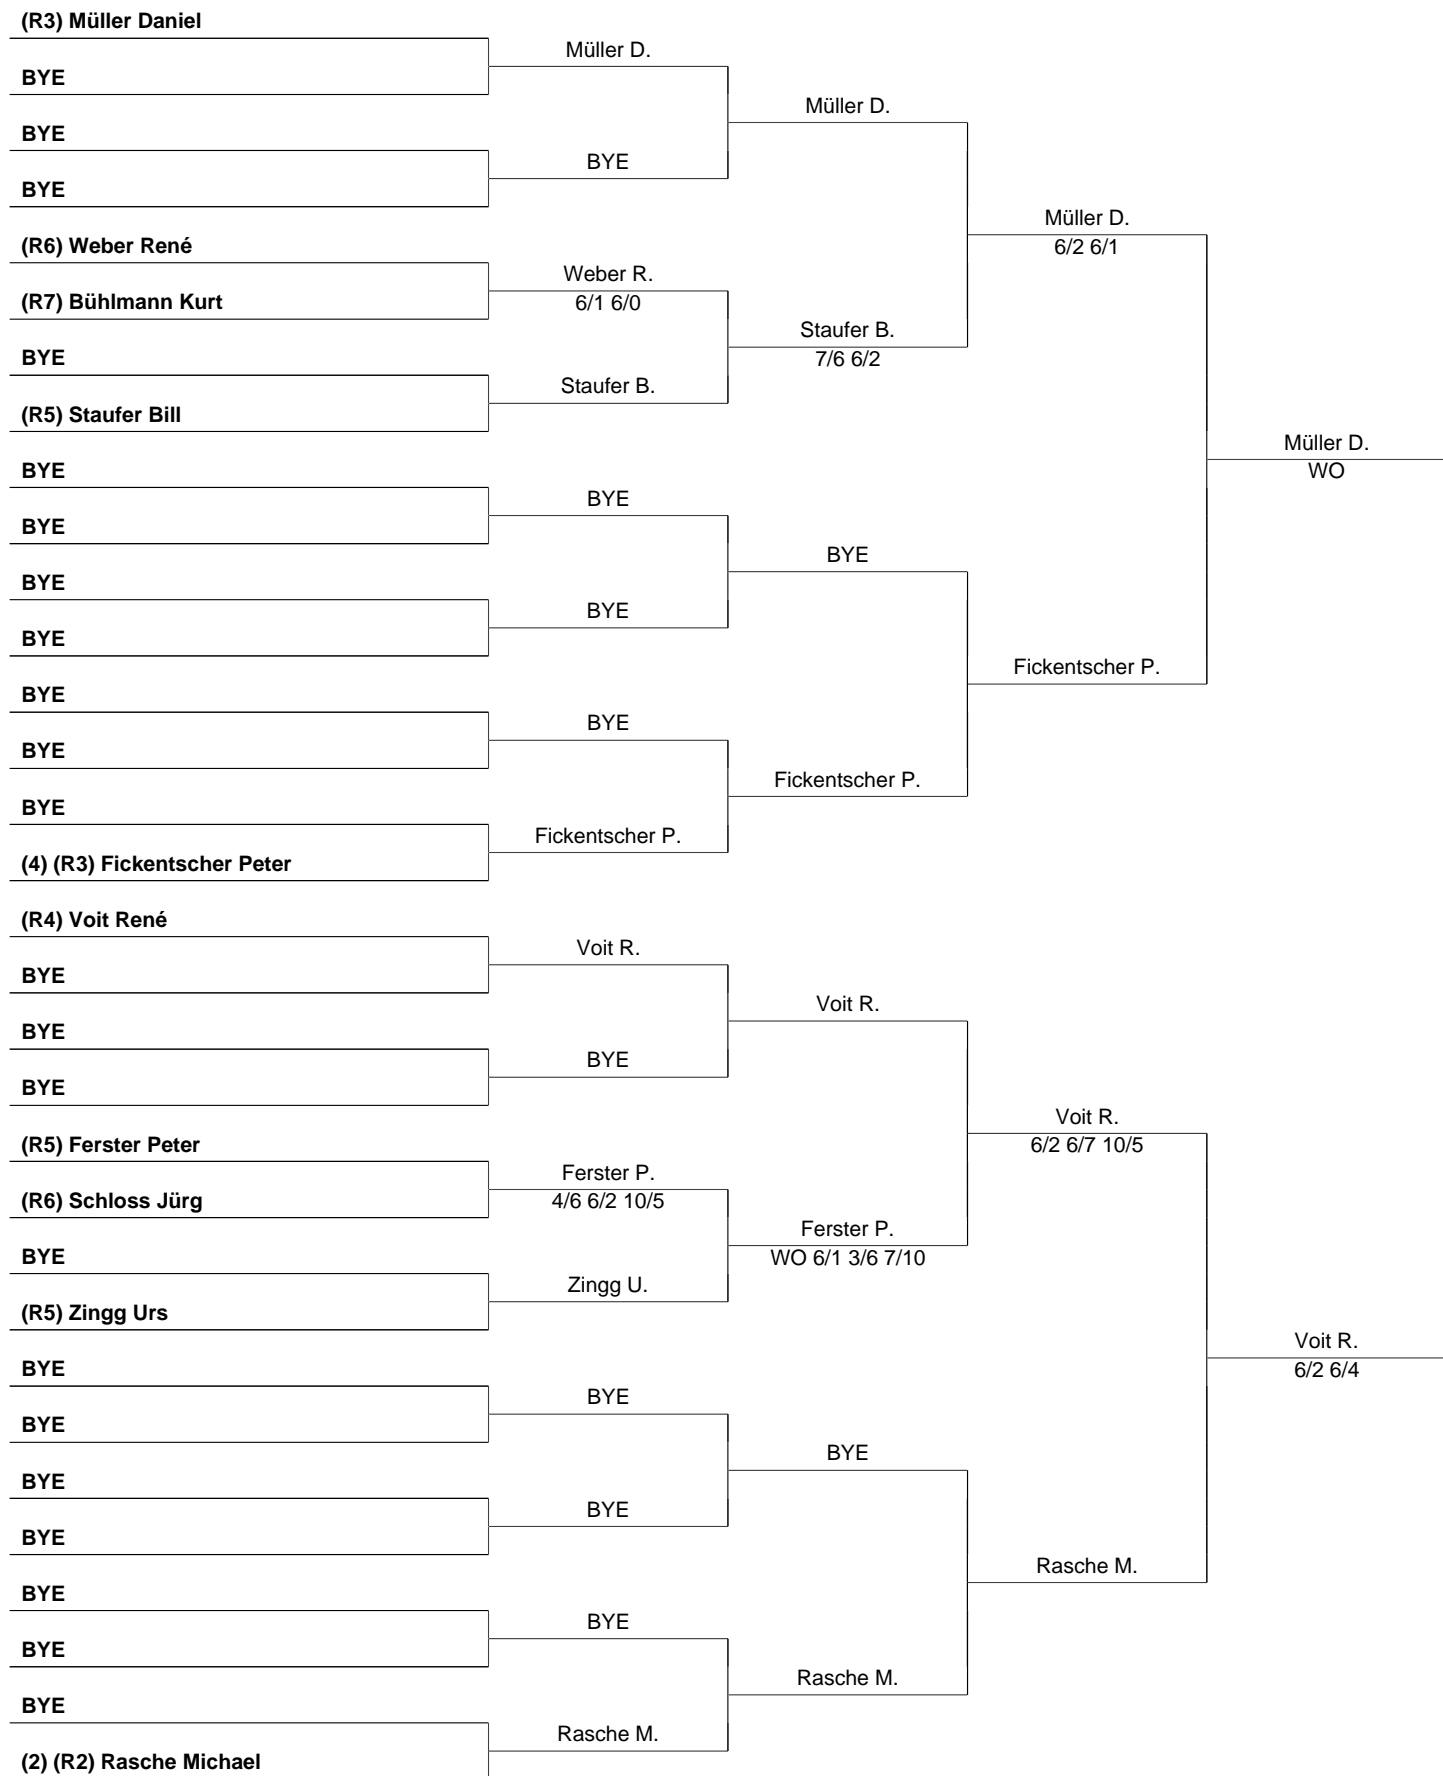 (R3) Müller Daniel
Müller D.
BYE
Müller D.
BYE
BYE
BYE
Müller D.
6/2 6/1
(R6) Weber René
Weber R.
6/1 6/0
(R7) Bühlmann Kurt
Staufer B.
7/6 6/2
BYE
Staufer B.
(R5) Staufer Bill
Müller D.
WO
BYE
BYE
BYE
BYE
BYE
BYE
BYE
Fickentscher P.
BYE
BYE
BYE
Fickentscher P.
BYE
Fickentscher P.
(4) (R3) Fickentscher Peter
(R4) Voit René
Voit R.
BYE
Voit R.
BYE
BYE
BYE
Voit R.
6/2 6/7 10/5
(R5) Ferster Peter
Ferster P.
4/6 6/2 10/5
(R6) Schloss Jürg
Ferster P.
WO 6/1 3/6 7/10
BYE
Zingg U.
(R5) Zingg Urs
Voit R.
6/2 6/4
BYE
BYE
BYE
BYE
BYE
BYE
BYE
Rasche M.
BYE
BYE
BYE
Rasche M.
BYE
Rasche M.
(2) (R2) Rasche Michael